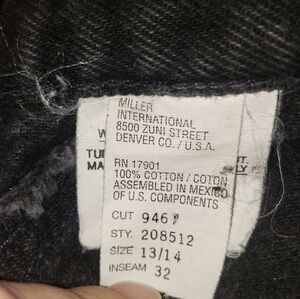 MILLER
INTERNATIONAL
8500 ZUNI STREET
DENVER CO. / U.S.A.
RN 17901
100% COTTON / COTON
ASSEMBLED IN MEXICO
OF U.S. COMPONENTS
CUT 9467
STY. 208512
SIZE 13/14
INSEAM 32